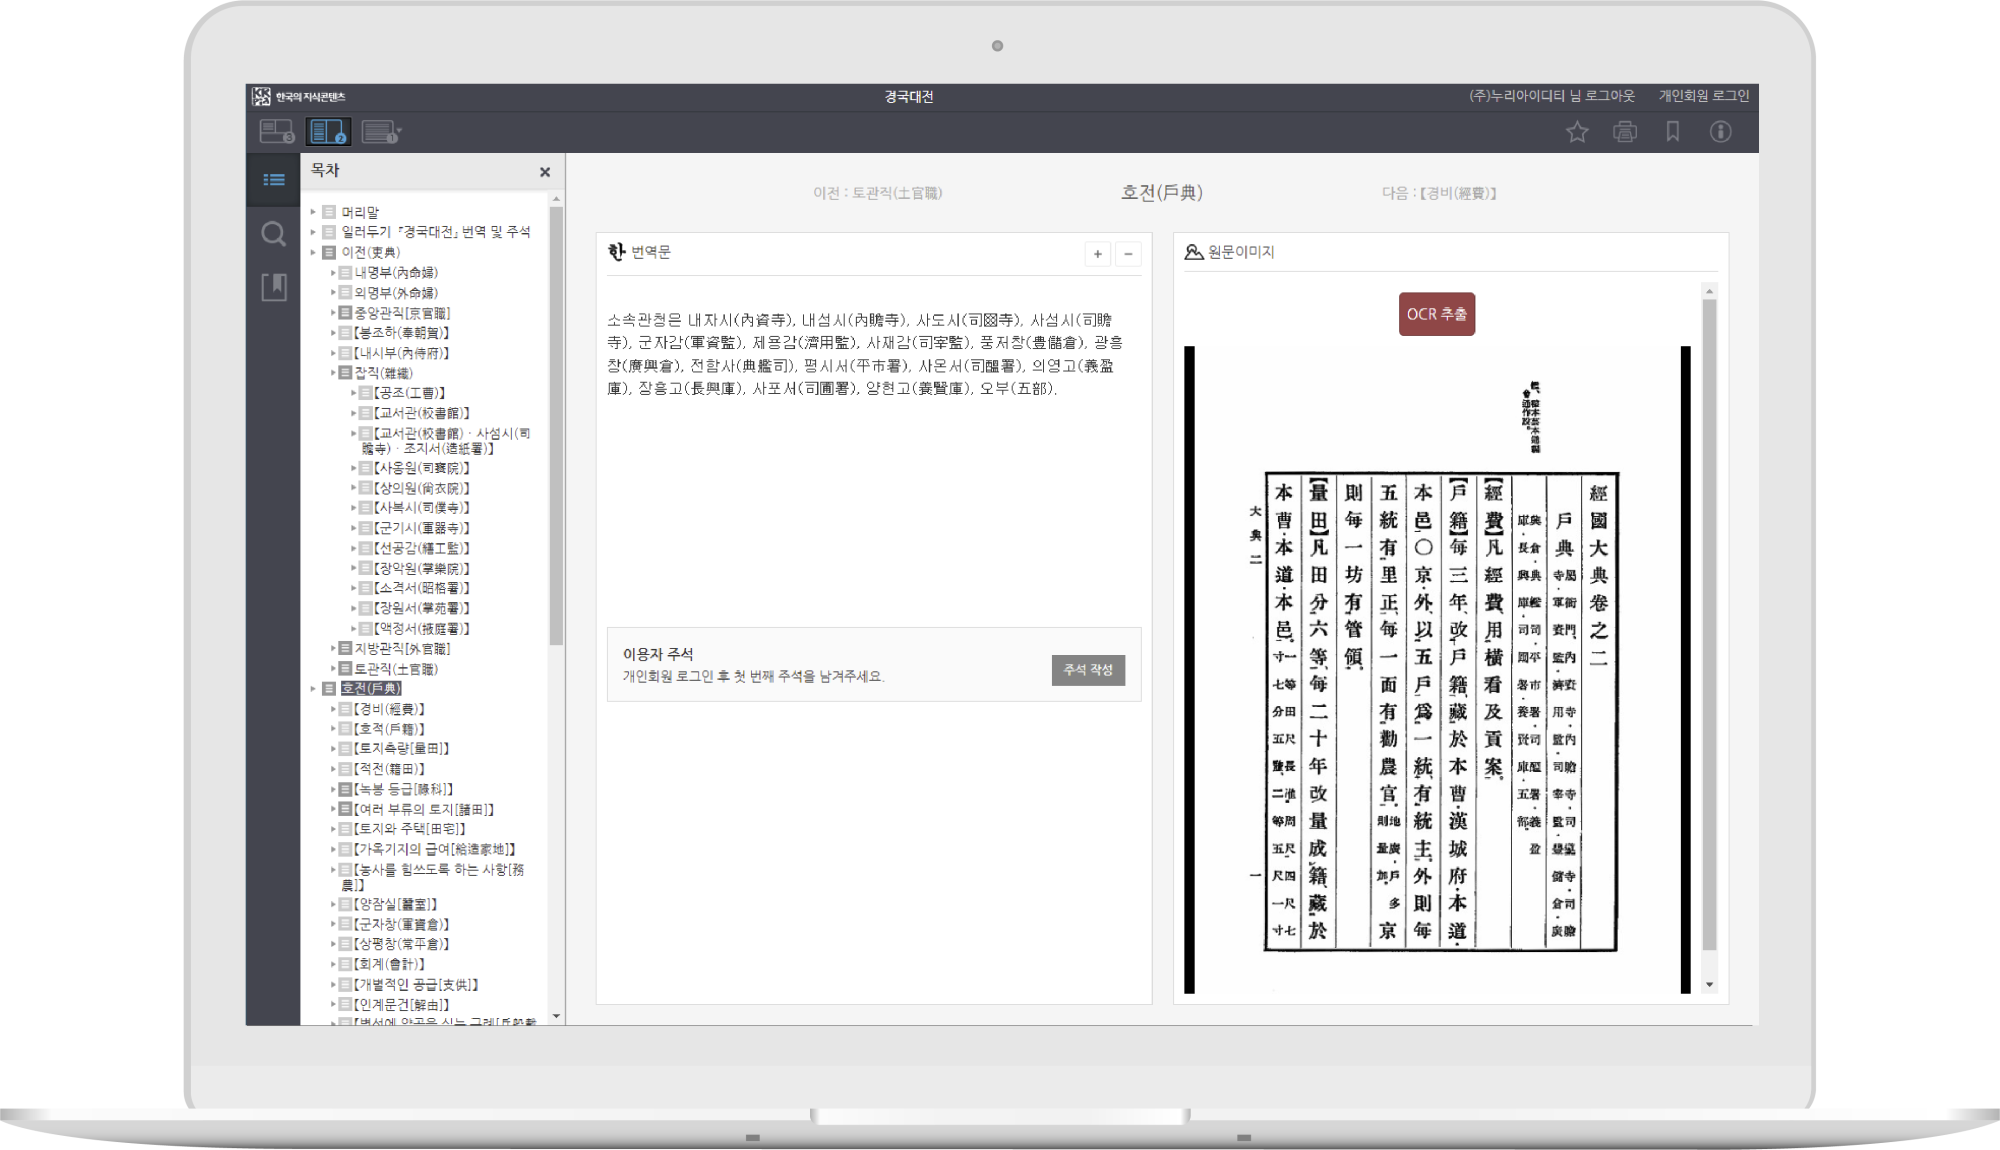 한국의 지식콘텐츠
경국대전
(주)누리아이디티 님 로그아웃 개인회원 로그인
목차
머리말
일러두기 『경국대전』 번역 및 주석
이전(吏典)
내명부(內命婦)
외명부(外命婦)
중앙관직[京官職]
【봉조하(奉朝賀)】
【내시부(內侍府)】
잡직(雜織)
【공조(工曹)】
【교서관(校書館)】
【교서관(校書館)ㆍ사섬시(司
贍寺)ㆍ조지서(造紙署)】
【사옹원(司饔院)】
【상의원(尙衣院)】
【사복시(司僕寺)】
【군기시(軍器寺)】
【선공감(繕工監)】
【장악원(掌樂院)】
【소격서(昭格署)】
【장원서(掌苑署)】
【액정서(掖庭署)】
지방관직[外官職]
토관직(土官職)
호전(戶典)
【경비(經費)】
【호적(戶籍)】
【토지측량[量田]】
【적전(籍田)】
【녹봉 등급[祿科]】
【여러 부류의 토지[諸田]】
【토지와 주택[田宅]】
【가옥기지의 급여[給造家地]】
【농사를 힘쓰도록 하는 사항[務
農]】
【양잠실[蠶室]】
【군자창(軍資倉)】
【상평창(常平倉)】
【회계(會計)】
【개별적인 공급[支供]】
【인계문건[解由]】
이전 : 토관직(土官職)
호전(戶典)
다음 : 【경비(經費)】
한 번역문
+ −
소속관청은 내자시(內資寺), 내섬시(內贍寺), 사도시(司䆃寺), 사섬시(司贍
寺), 군자감(軍資監), 제용감(濟用監), 사재감(司宰監), 풍저창(豊儲倉), 광흥
창(廣興倉), 전함사(典艦司), 평시서(平市署), 사온서(司醞署), 의영고(義盈
庫), 장흥고(長興庫), 사포서(司圃署), 양현고(養賢庫), 오부(五部).
이용자 주석
개인회원 로그인 후 첫 번째 주석을 남겨주세요.
주석 작성
원문이미지
OCR 추출
經國大典卷之二
戶典
【經費】凡經費、用橫看及貢案。
【戶籍】每三年、改戶籍、藏於本曹·漢城府·本道·
本邑。〇京·外、以五戶爲一統、有統主。外則每
五統有里正、每一面有勸農官。京
則每一坊有管領。
【量田】凡田分六等、每二十年改量成籍、藏於
本曹·本道·本邑。
大典二
一